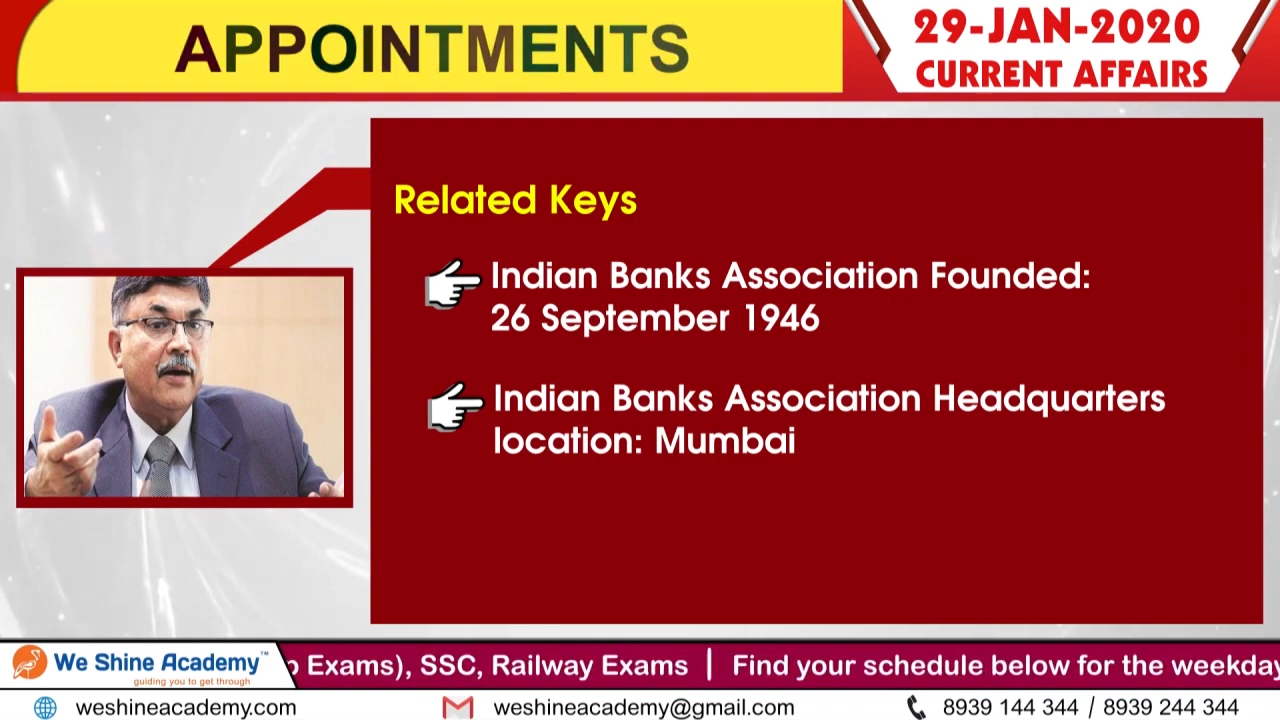 APPOINTMENTS
29-JAN-2020
CURRENT AFFAIRS
Related Keys
Indian Banks Association Founded:
26 September 1946
Indian Banks Association Headquarters
location: Mumbai
We Shine Academy™
guiding you to get through
Exams), SSC, Railway Exams | Find your schedule below for the weekday
weshineacademy.com
weshineacademy@gmail.com
8939 144 344 / 8939 244 344